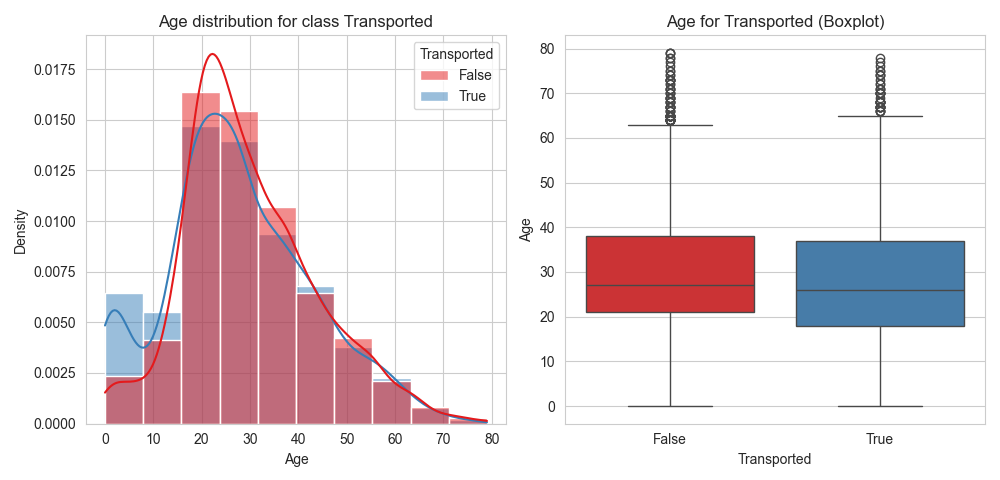 Age distribution for class Transported
Transported
False
True
0.0175
0.0150
0.0125
0.0100
0.0075
0.0050
0.0025
0.0000
Density
0 10 20 30 40 50 60 70 80
Age
Age for Transported (Boxplot)
80
70
60
50
40
30
20
10
0
Age
False True
Transported